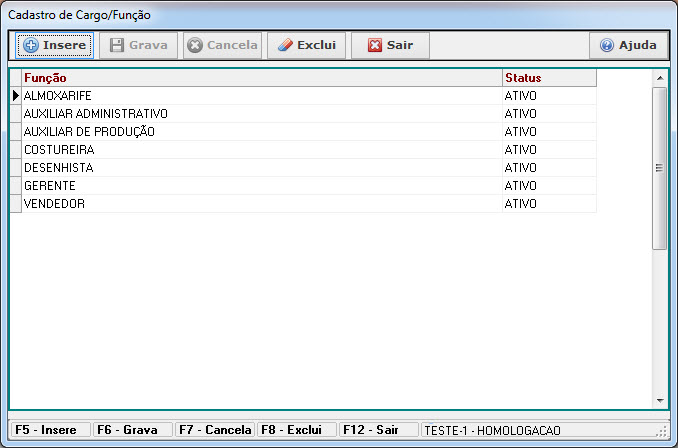 Cadastro de Cargo/Função
Insere Grava Cancela Exclui Sair Ajuda
Função Status
ALMOXARIFE ATIVO
AUXILIAR ADMINISTRATIVO ATIVO
AUXILIAR DE PRODUÇÃO ATIVO
COSTUREIRA ATIVO
DESENHISTA ATIVO
GERENTE ATIVO
VENDEDOR ATIVO
F5 - Insere F6 - Grava F7 - Cancela F8 - Exclui F12 - Sair TESTE-1 - HOMOLOGACAO